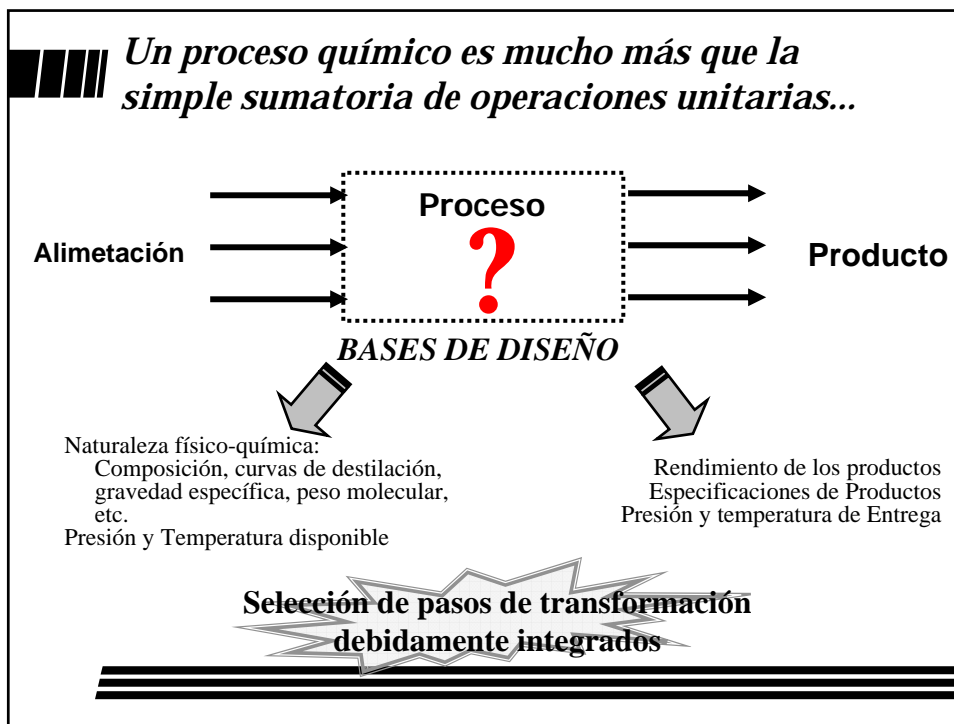 Un proceso químico es mucho más que la
simple sumatoria de operaciones unitarias...
Proceso
?
Alimetación
Producto
BASES DE DISEÑO
Naturaleza físico-química:
Composición, curvas de destilación,
gravedad específica, peso molecular,
etc.
Presión y Temperatura disponible
Rendimiento de los productos
Especificaciones de Productos
Presión y temperatura de Entrega
Selección de pasos de transformación
debidamente integrados